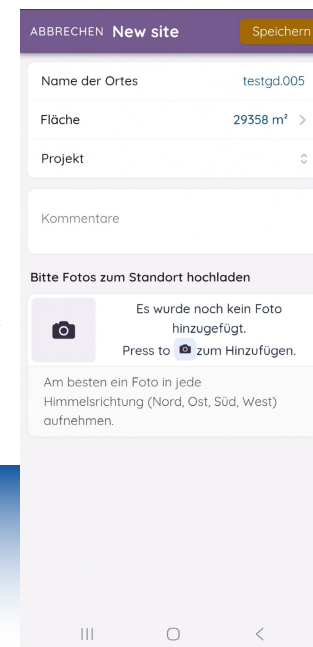 ABBRECHEN New site Speichern
Name der Ortes testgd.005
Fläche 29358 m²
Projekt
Kommentare
Bitte Fotos zum Standort hochladen
Es wurde noch kein Foto
hinzugefügt.
Press to zum Hinzufügen.
Am besten ein Foto in jede
Himmelsrichtung (Nord, Ost, Süd, West)
aufnehmen.